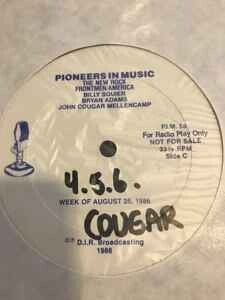 PIONEERS IN MUSIC
THE NEW ROCK
FRONTMEN-AMERICA
BILLY SQUIER
BRYAN ADAMS
JOHN COUGAR MELLENCAMP
P.I.M. 58
For Radio Play Only
NOT FOR SALE
33⅓ RPM
Side C
4.5.6.
WEEK OF AUGUST 25, 1986
COUGAR
D.I.R. Broadcasting
1986